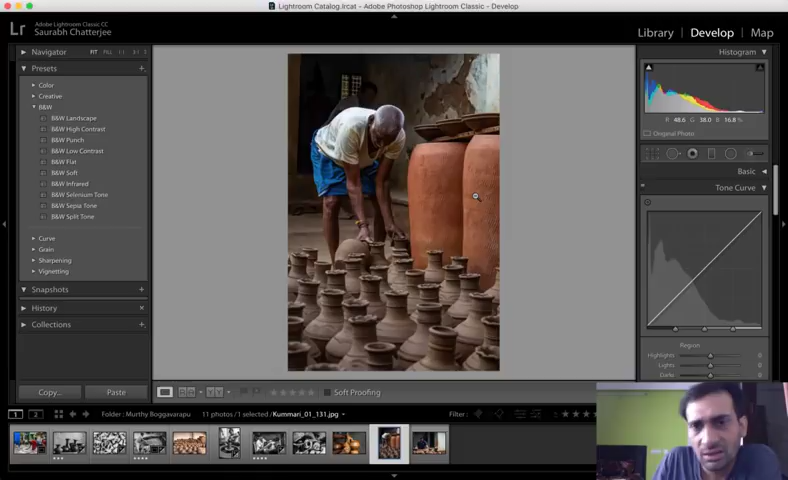 Lightroom Catalog.lrcat - Adobe Photoshop Lightroom Classic - Develop
Lr
Adobe Lightroom Classic CC
Saurabh Chatterjee
Library | Develop | Map
Navigator FIT FILL 1:1
Presets +
Color
Creative
B&W
B&W Landscape
B&W High Contrast
B&W Punch
B&W Low Contrast
B&W Flat
B&W Soft
B&W Infrared
B&W Selenium Tone
B&W Sepia Tone
B&W Split Tone
Curve
Grain
Sharpening
Vignetting
Snapshots +
History ×
Collections +
Copy... Paste
Soft Proofing
Histogram
R 48.6 G 38.0 B 16.8 %
Original Photo
Basic
Tone Curve
Region
Highlights
Lights
Darks
1 2 Folder : Murthy Boggavarapu 11 photos / 1 selected / Kummari_01_131.jpg Filter :